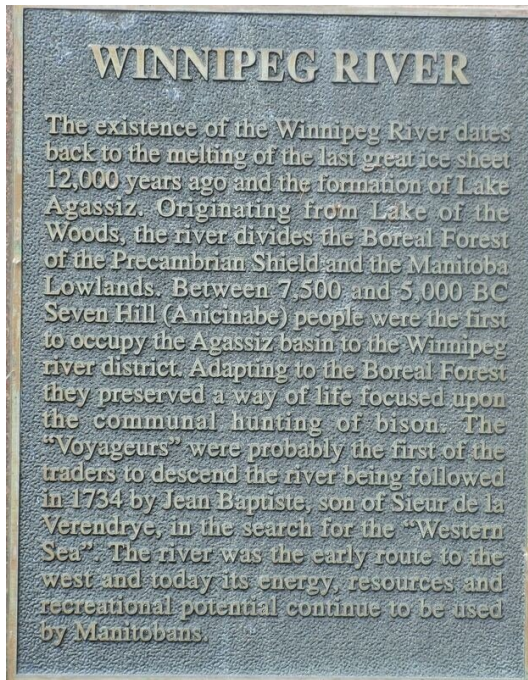 WINNIPEG RIVER
The existence of the Winnipeg River dates
back to the melting of the last great ice sheet
12,000 years ago and the formation of Lake
Agassiz. Originating from Lake of the
Woods, the river divides the Boreal Forest
of the Precambrian Shield and the Manitoba
Lowlands. Between 7,500 and 5,000 BC
Seven Hill (Anicinabe) people were the first
to occupy the Agassiz basin to the Winnipeg
river district. Adapting to the Boreal Forest
they preserved a way of life focused upon
the communal hunting of bison. The
“Voyageurs” were probably the first of the
traders to descend the river being followed
in 1734 by Jean Baptiste, son of Sieur de la
Verendrye, in the search for the “Western
Sea”. The river was the early route to the
west and today its energy, resources and
recreational potential continue to be used
by Manitobans.